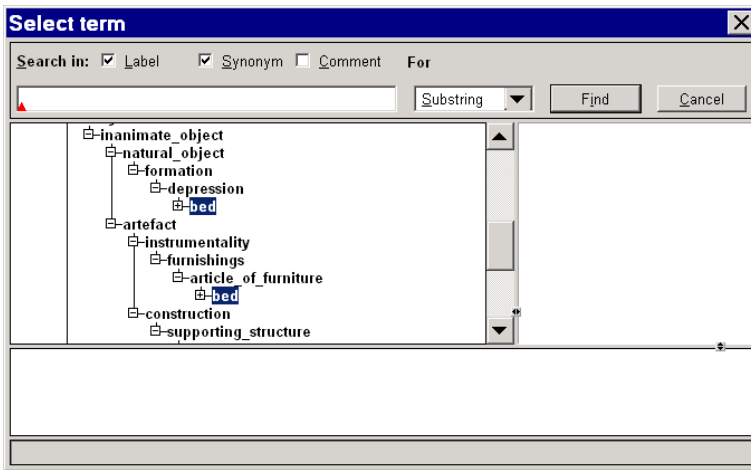 Select term
Search in: Label Synonym Comment For
Substring Find Cancel
inanimate_object
natural_object
formation
depression
bed
artefact
instrumentality
furnishings
article_of_furniture
bed
construction
supporting_structure